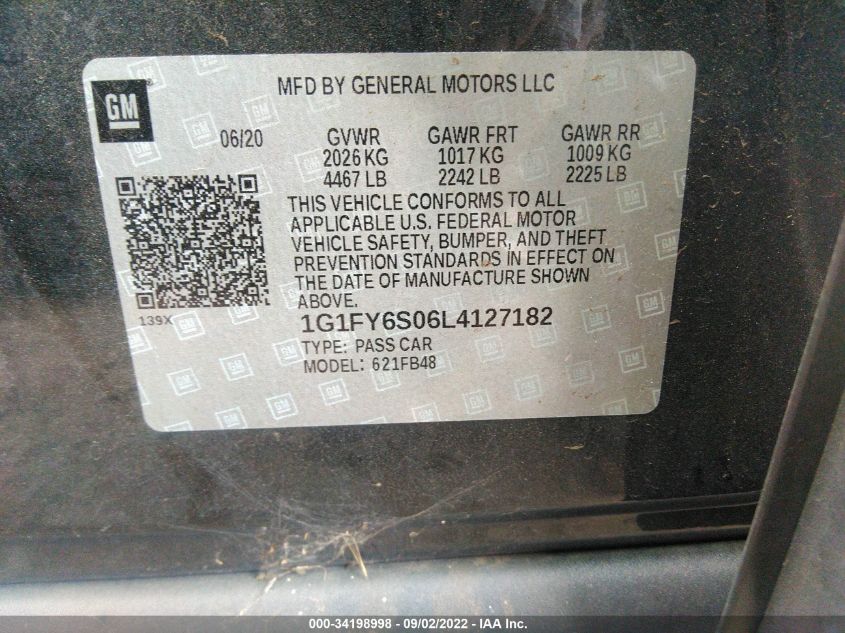 MFD BY GENERAL MOTORS LLC
GM
06/20 GVWR GAWR FRT GAWR RR
2026 KG 1017 KG 1009 KG
4467 LB 2242 LB 2225 LB
THIS VEHICLE CONFORMS TO ALL
APPLICABLE U.S. FEDERAL MOTOR
VEHICLE SAFETY, BUMPER, AND THEFT
PREVENTION STANDARDS IN EFFECT ON
THE DATE OF MANUFACTURE SHOWN
ABOVE.
139X
1G1FY6S06L4127182
TYPE: PASS CAR
MODEL: 621FB48
000-34198998 - 09/02/2022 - IAA Inc.